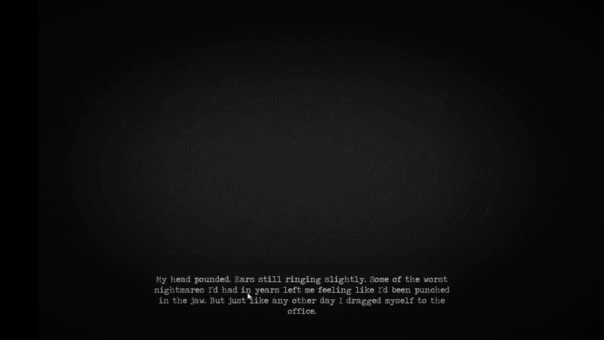 My head pounded. Ears still ringing slightly. Some of the worst
nightmares I'd had in years left me feeling like I'd been punched
in the jaw. But just like any other day I dragged myself to the
office.